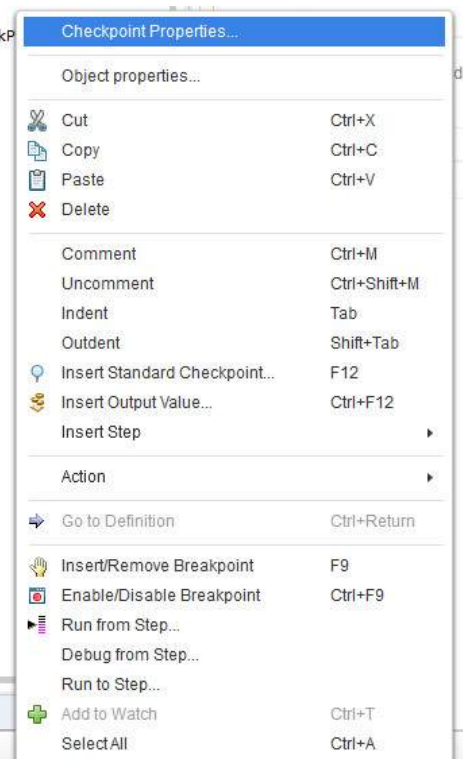 kP
Checkpoint Properties...
Object properties...
d
Cut Ctrl+X
Copy Ctrl+C
Paste Ctrl+V
Delete
Comment Ctrl+M
Uncomment Ctrl+Shift+M
Indent Tab
Outdent Shift+Tab
Insert Standard Checkpoint... F12
Insert Output Value... Ctrl+F12
Insert Step
Action
Go to Definition Ctrl+Return
Insert/Remove Breakpoint F9
Enable/Disable Breakpoint Ctrl+F9
Run from Step...
Debug from Step...
Run to Step...
Add to Watch Ctrl+T
Select All Ctrl+A